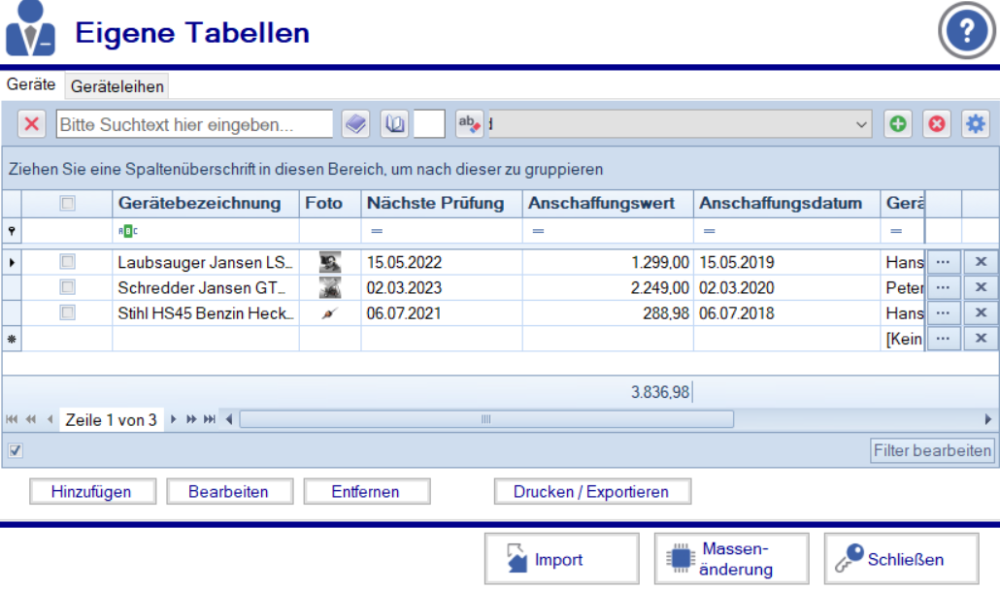 Eigene Tabellen
?
Geräte Geräteleihen
Bitte Suchtext hier eingeben... ab
Ziehen Sie eine Spaltenüberschrift in diesen Bereich, um nach dieser zu gruppieren
Gerätebezeichnung Foto Nächste Prüfung Anschaffungswert Anschaffungsdatum Gerä
ABC = = = =
Laubsauger Jansen LS... 15.05.2022 1.299,00 15.05.2019 Hans ... x
Schredder Jansen GT... 02.03.2023 2.249,00 02.03.2020 Peter ... x
Stihl HS45 Benzin Heck... 06.07.2021 288,98 06.07.2018 Hans ... x
* [Kein ... x
3.836,98
Zeile 1 von 3
Filter bearbeiten
Hinzufügen Bearbeiten Entfernen Drucken / Exportieren
Import Massen-
änderung Schließen